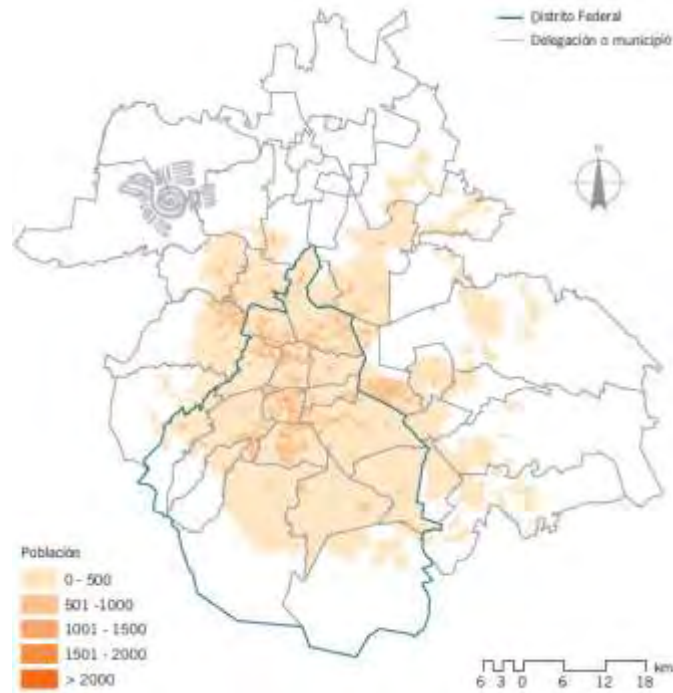 Distrito Federal
Delegación o municipio
N
Población
0 - 500
501 -1000
1001 - 1500
1501 - 2000
> 2000
km
6 3 0 6 12 18